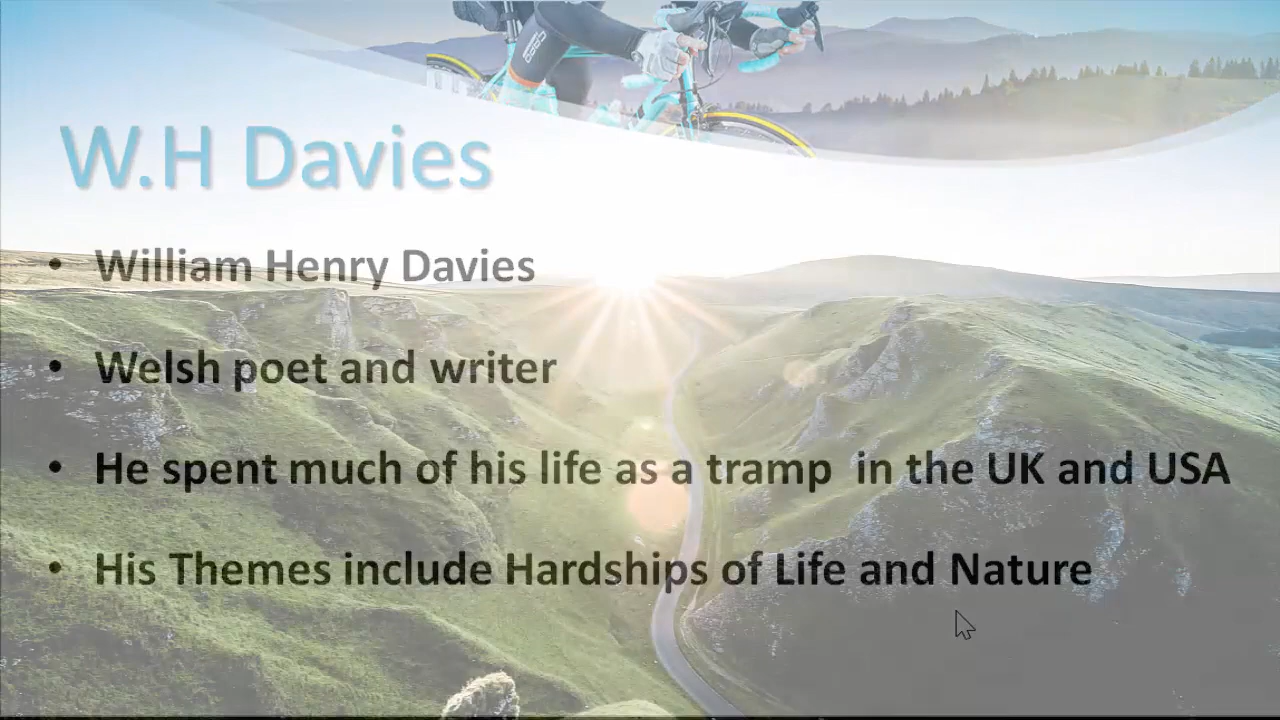 W.H Davies
• William Henry Davies
• Welsh poet and writer
• He spent much of his life as a tramp  in the UK and USA
• His Themes include Hardships of Life and Nature